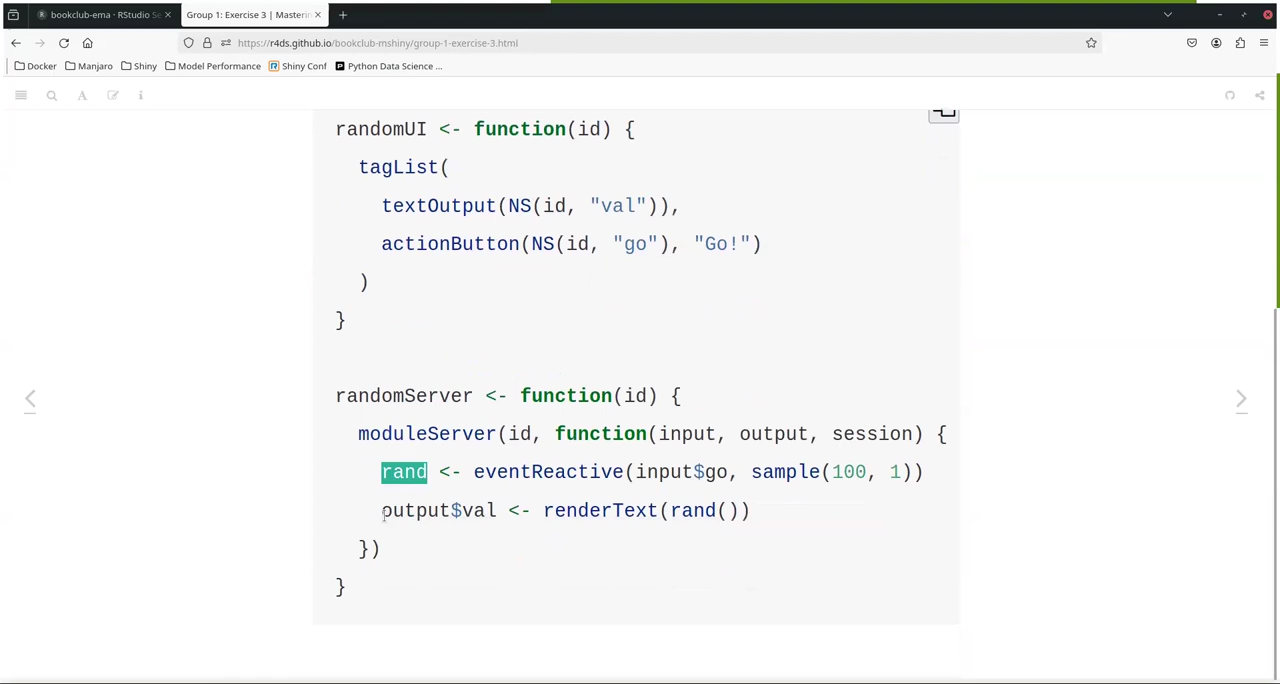 bookclub-ema · RStudio Se
Group 1: Exercise 3 | Masterin
https://r4ds.github.io/bookclub-mshiny/group-1-exercise-3.html
Docker Manjaro Shiny Model Performance Shiny Conf Python Data Science ...
randomUI <- function(id) {
tagList(
textOutput(NS(id, "val")),
actionButton(NS(id, "go"), "Go!")
)
}
randomServer <- function(id) {
moduleServer(id, function(input, output, session) {
rand <- eventReactive(input$go, sample(100, 1))
output$val <- renderText(rand())
})
}